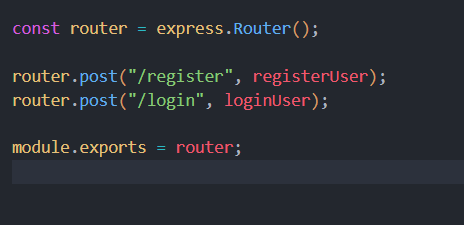 const router = express.Router();
router.post("/register", registerUser);
router.post("/login", loginUser);
module.exports = router;